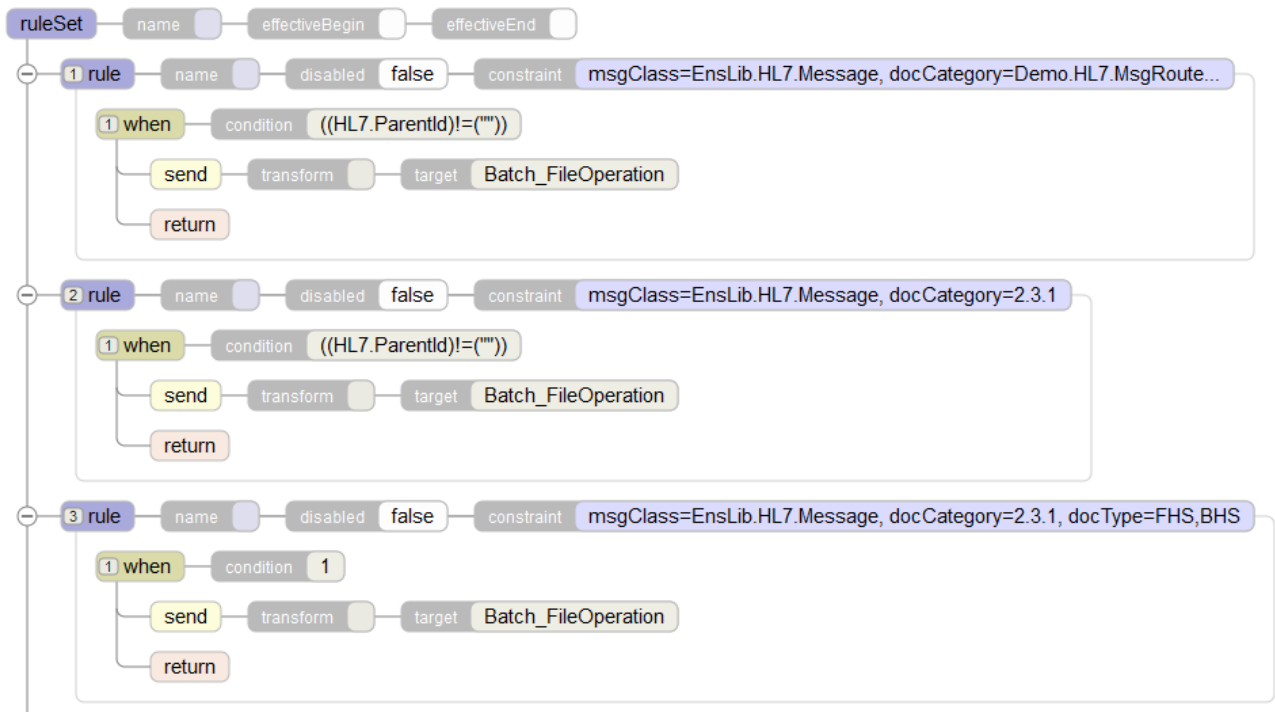 ruleSet name effectiveBegin effectiveEnd
1 rule name disabled false constraint msgClass=EnsLib.HL7.Message, docCategory=Demo.HL7.MsgRoute...
1 when condition ((HL7.ParentId)!=(""))
send transform target Batch_FileOperation
return
2 rule name disabled false constraint msgClass=EnsLib.HL7.Message, docCategory=2.3.1
1 when condition ((HL7.ParentId)!=(""))
send transform target Batch_FileOperation
return
3 rule name disabled false constraint msgClass=EnsLib.HL7.Message, docCategory=2.3.1, docType=FHS,BHS
1 when condition 1
send transform target Batch_FileOperation
return